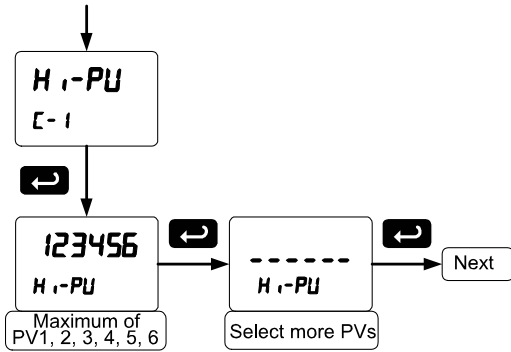 Hi-PV
C-1
123456
Hi-PV
Maximum of
PV1, 2, 3, 4, 5, 6
------
Hi-PV
Select more PVs
Next